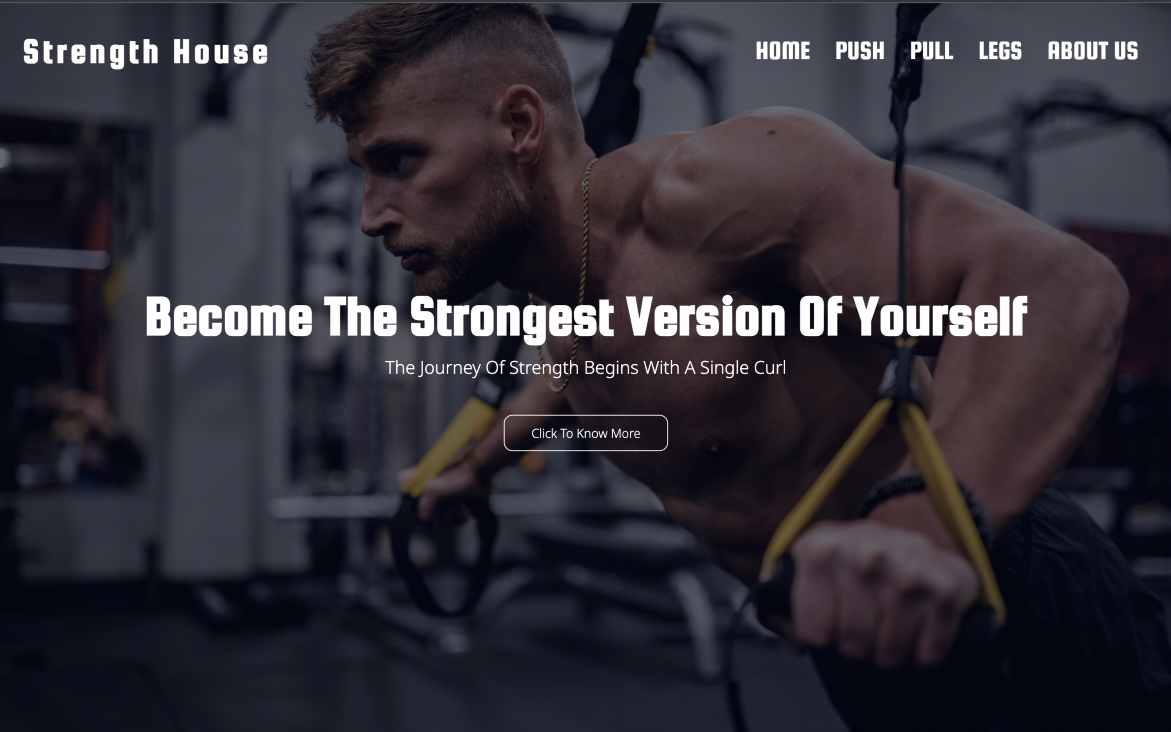 Strength House
HOME PUSH PULL LEGS ABOUT US
Become The Strongest Version Of Yourself
The Journey Of Strength Begins With A Single Curl
Click To Know More